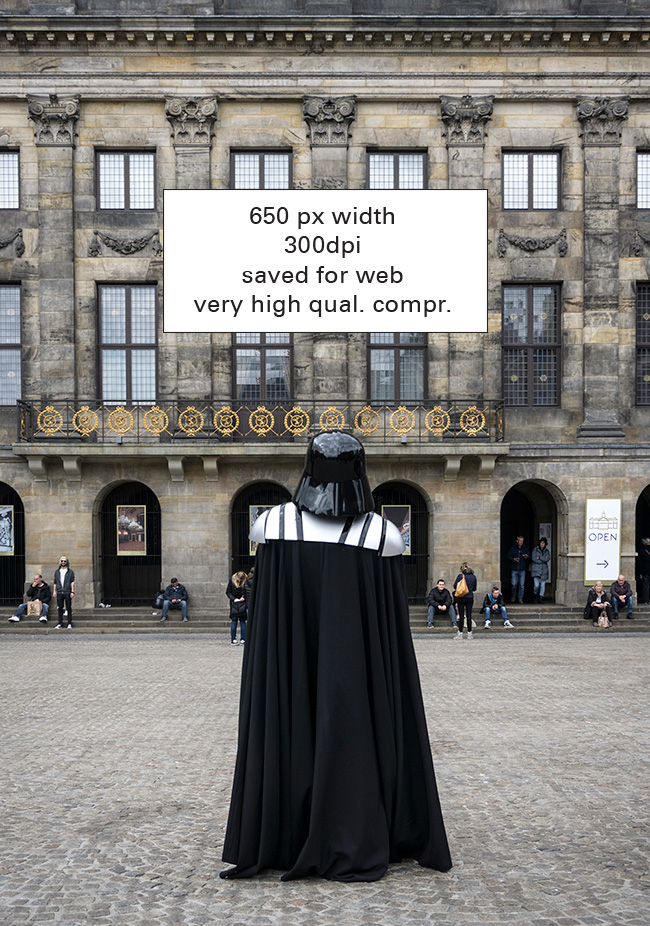 650 px width
300dpi
saved for web
very high qual. compr.
OPEN
→